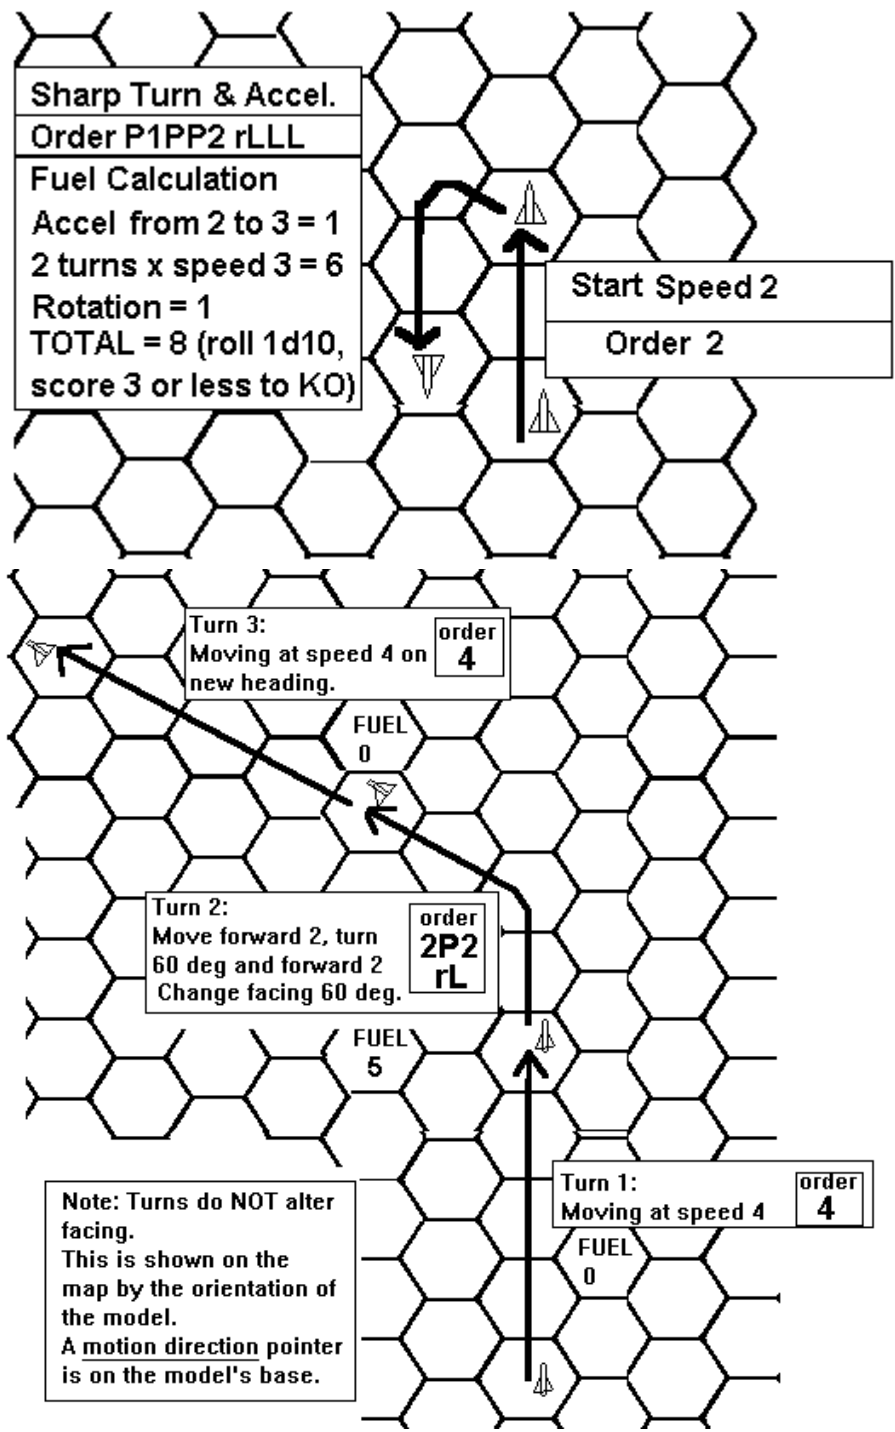 Sharp Turn & Accel.
Order P1PP2 rLLL
Fuel Calculation
Accel from 2 to 3 = 1
2 turns x speed 3 = 6
Rotation = 1
TOTAL = 8 (roll 1d10,
score 3 or less to KO)
Start Speed 2
Order 2
Turn 3:
Moving at speed 4 on
new heading.
order
4
FUEL
0
Turn 2:
Move forward 2, turn
60 deg and forward 2
Change facing 60 deg.
order
2P2
rL
FUEL
5
Turn 1:
Moving at speed 4
order
4
FUEL
0
Note: Turns do NOT alter
facing.
This is shown on the
map by the orientation of
the model.
A motion direction pointer
is on the model's base.